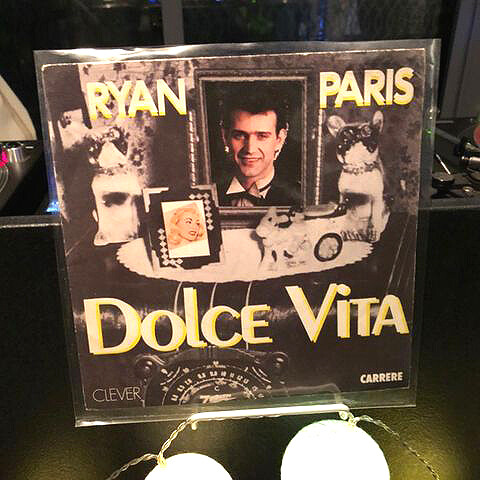 RYAN PARIS
DOLCE VITA
CLEVER
CARRERE